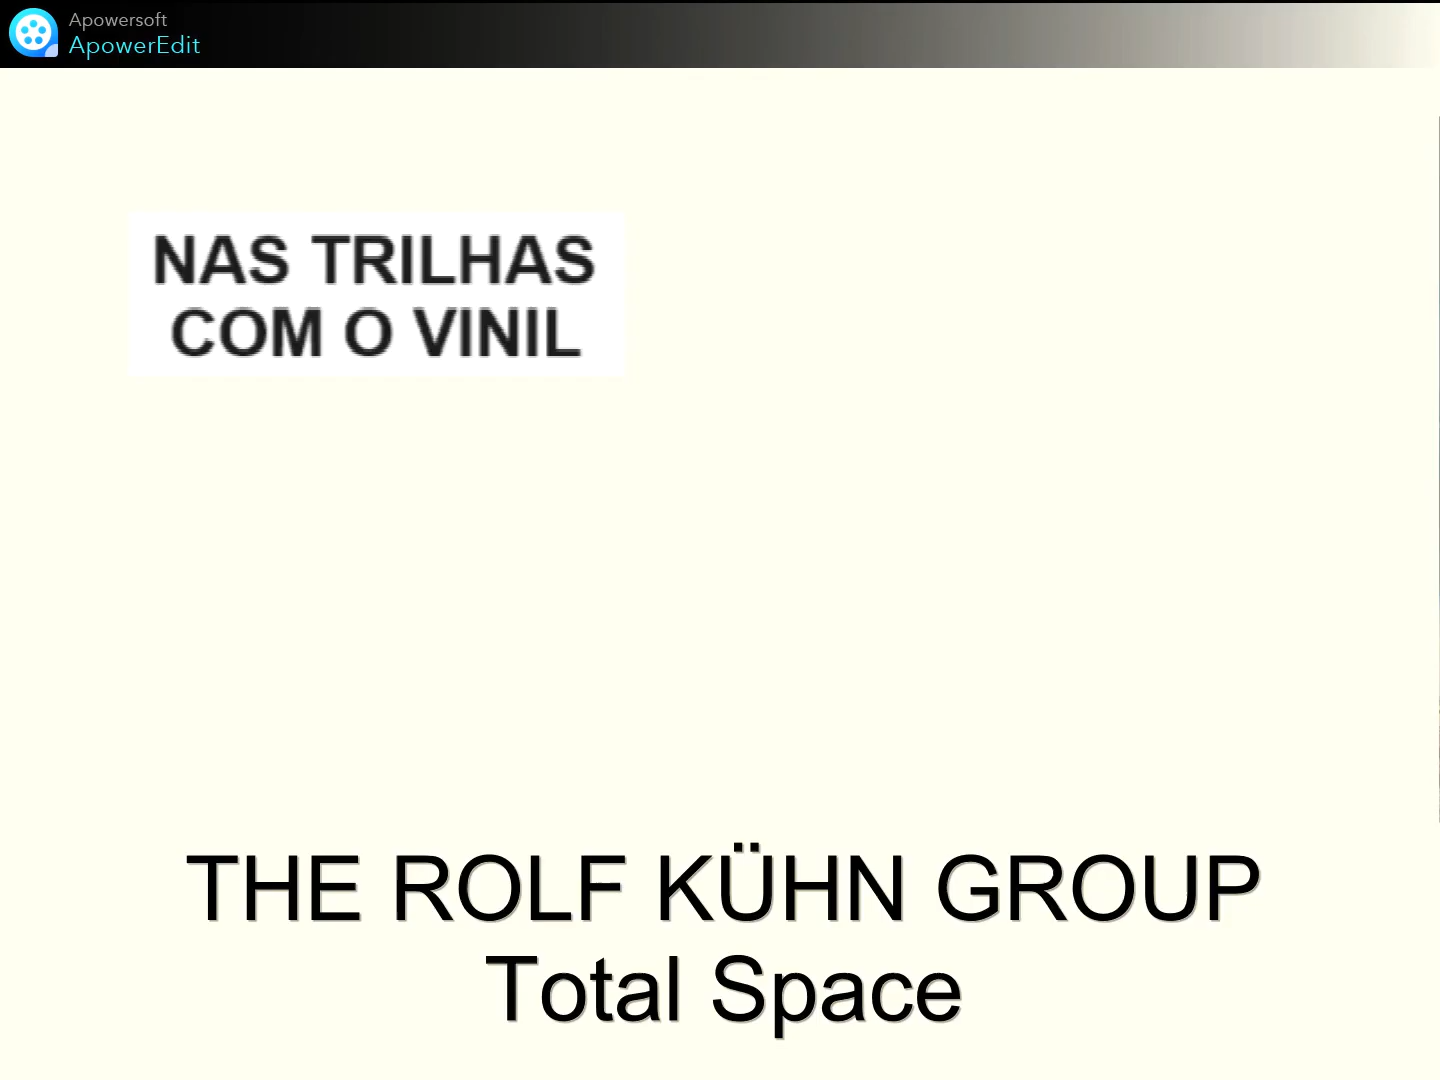 Apowersoft
ApowerEdit
NAS TRILHAS
COM O VINIL
THE ROLF KÜHN GROUP
Total Space